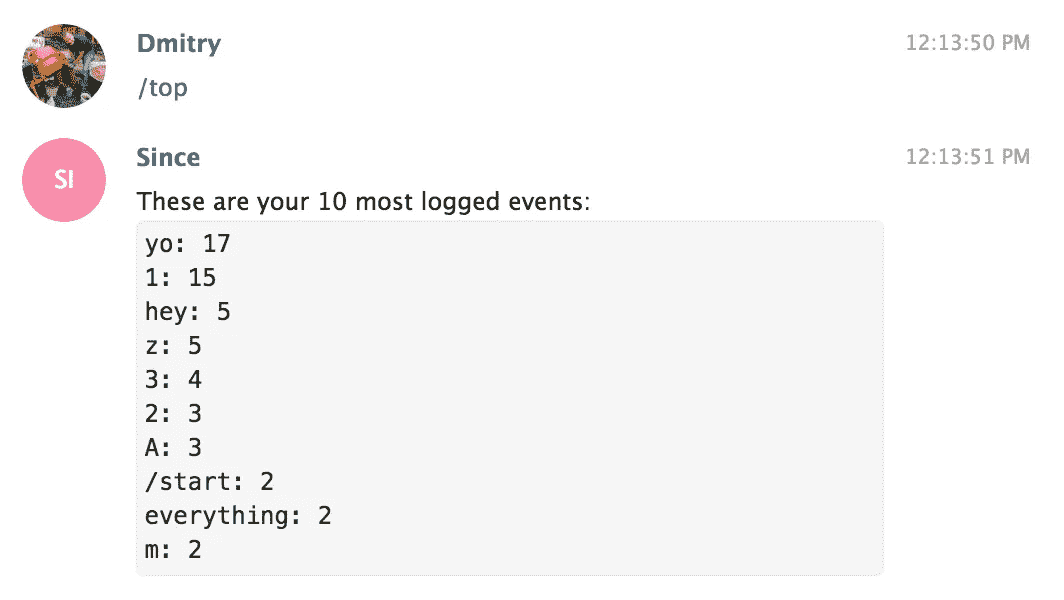 Dmitry 12:13:50 PM
/top
SI
Since 12:13:51 PM
These are your 10 most logged events:
yo: 17
1: 15
hey: 5
z: 5
3: 4
2: 3
A: 3
/start: 2
everything: 2
m: 2